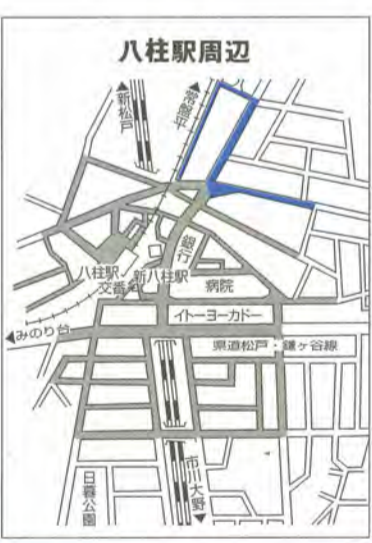 八柱駅周辺
▲新松戸
▲常盤平
銀行
八柱駅
交番
新八柱駅
病院
イトーヨーカドー
◀みのり台
県道松戸・鎌ヶ谷線
日暮公園
市川大野▼